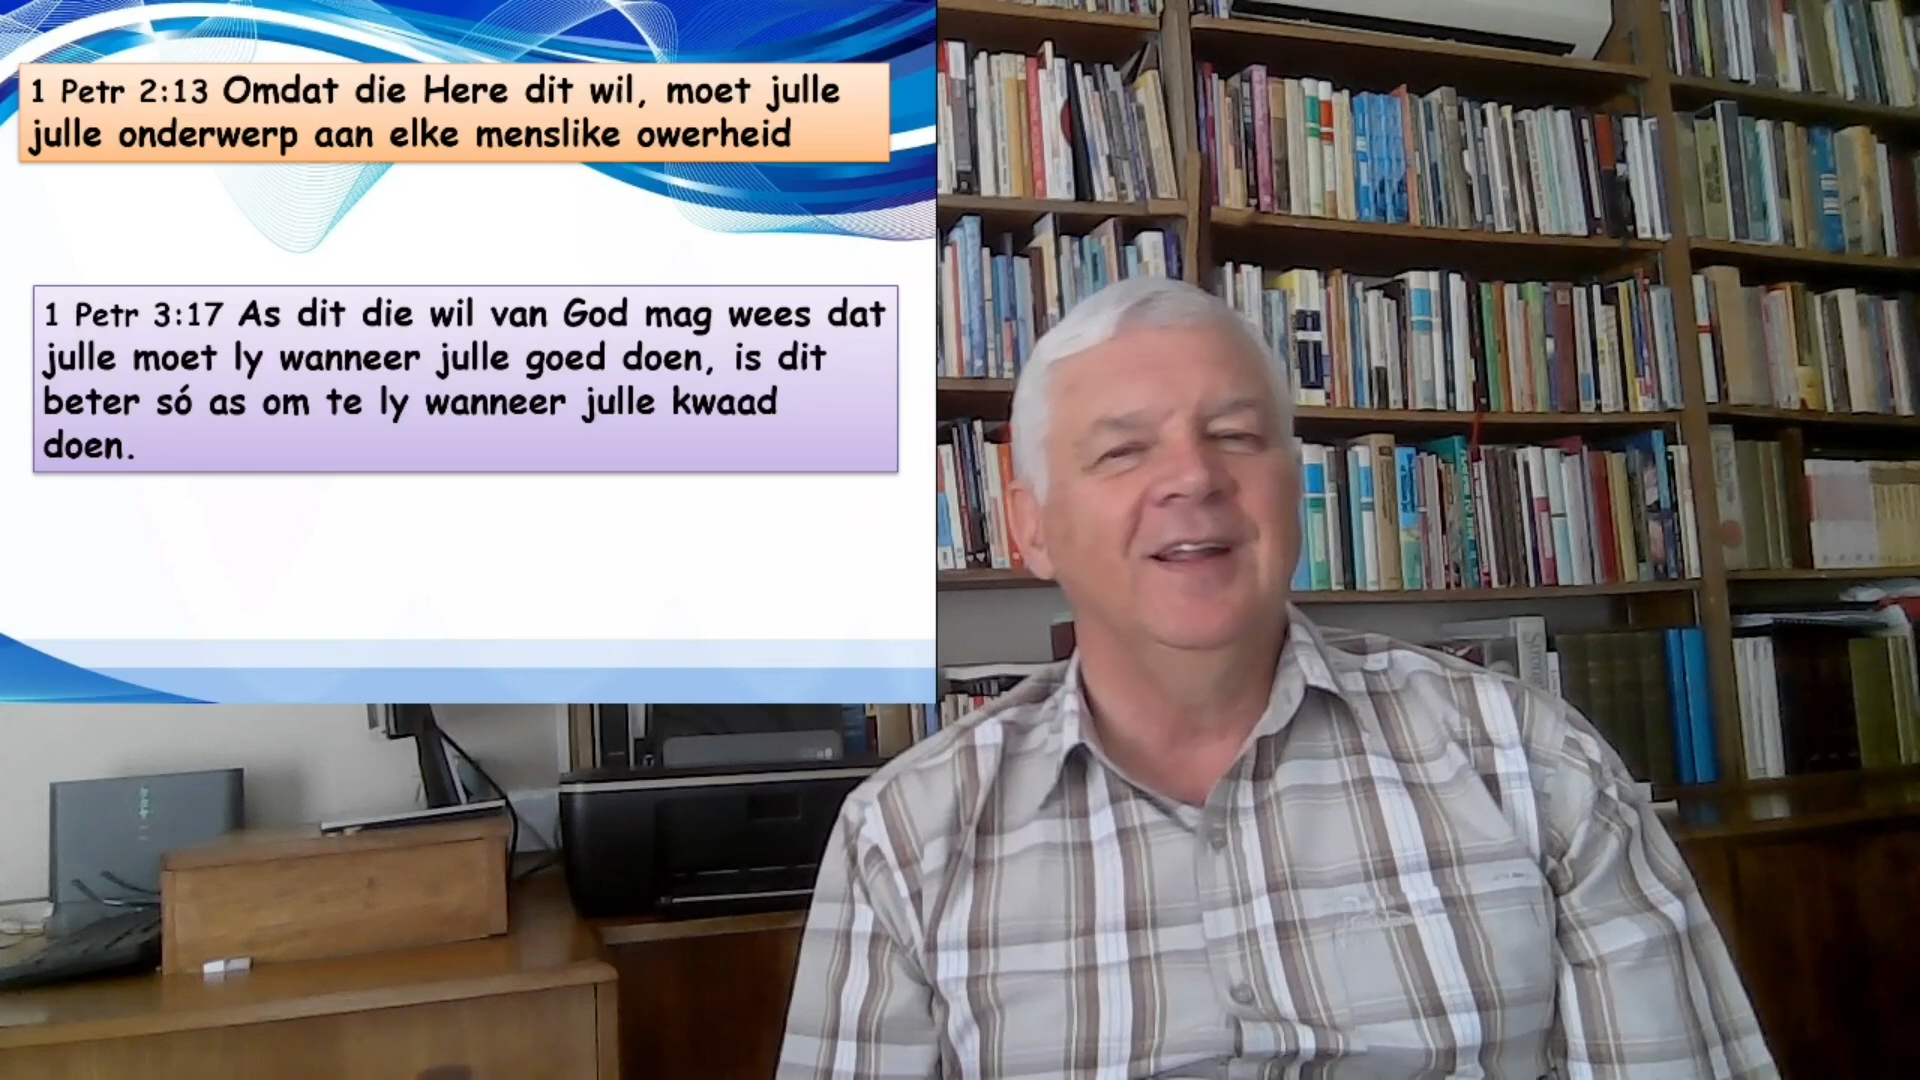 1 Petr 2:13 Omdat die Here dit wil, moet julle
julle onderwerp aan elke menslike owerheid
1 Petr 3:17 As dit die wil van God mag wees dat
julle moet ly wanneer julle goed doen, is dit
beter só as om te ly wanneer julle kwaad
doen.